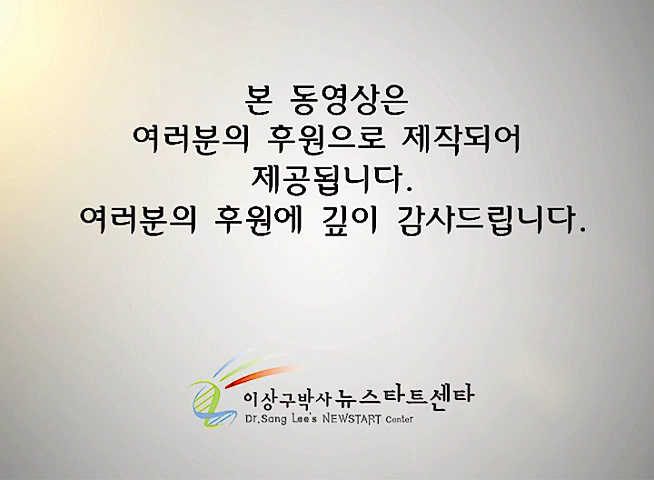 본 동영상은
여러분의 후원으로 제작되어
제공됩니다.
여러분의 후원에 깊이 감사드립니다.
이상구박사 뉴스타트센타
Dr.Sang Lee's NEWSTART Center